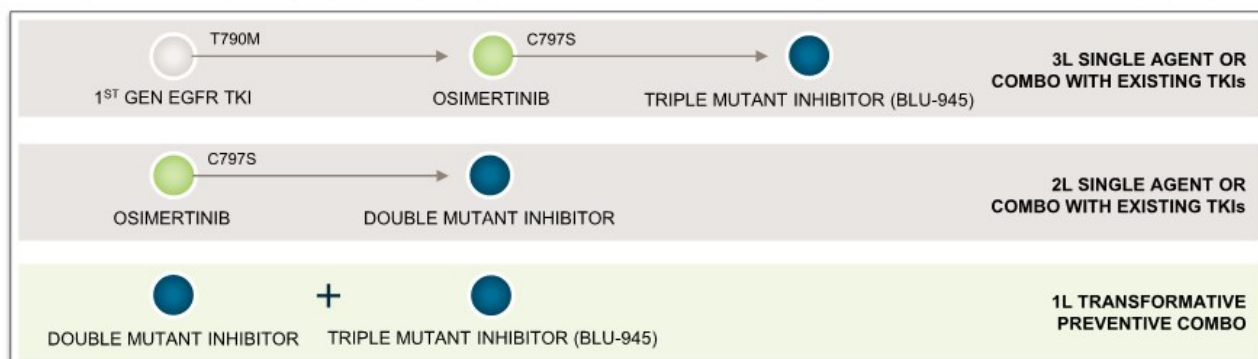 T790M
C797S
1ST GEN EGFR TKI
OSIMERTINIB
TRIPLE MUTANT INHIBITOR (BLU-945)
3L SINGLE AGENT OR
COMBO WITH EXISTING TKIs
C797S
OSIMERTINIB
DOUBLE MUTANT INHIBITOR
2L SINGLE AGENT OR
COMBO WITH EXISTING TKIs
+
DOUBLE MUTANT INHIBITOR
TRIPLE MUTANT INHIBITOR (BLU-945)
1L TRANSFORMATIVE
PREVENTIVE COMBO